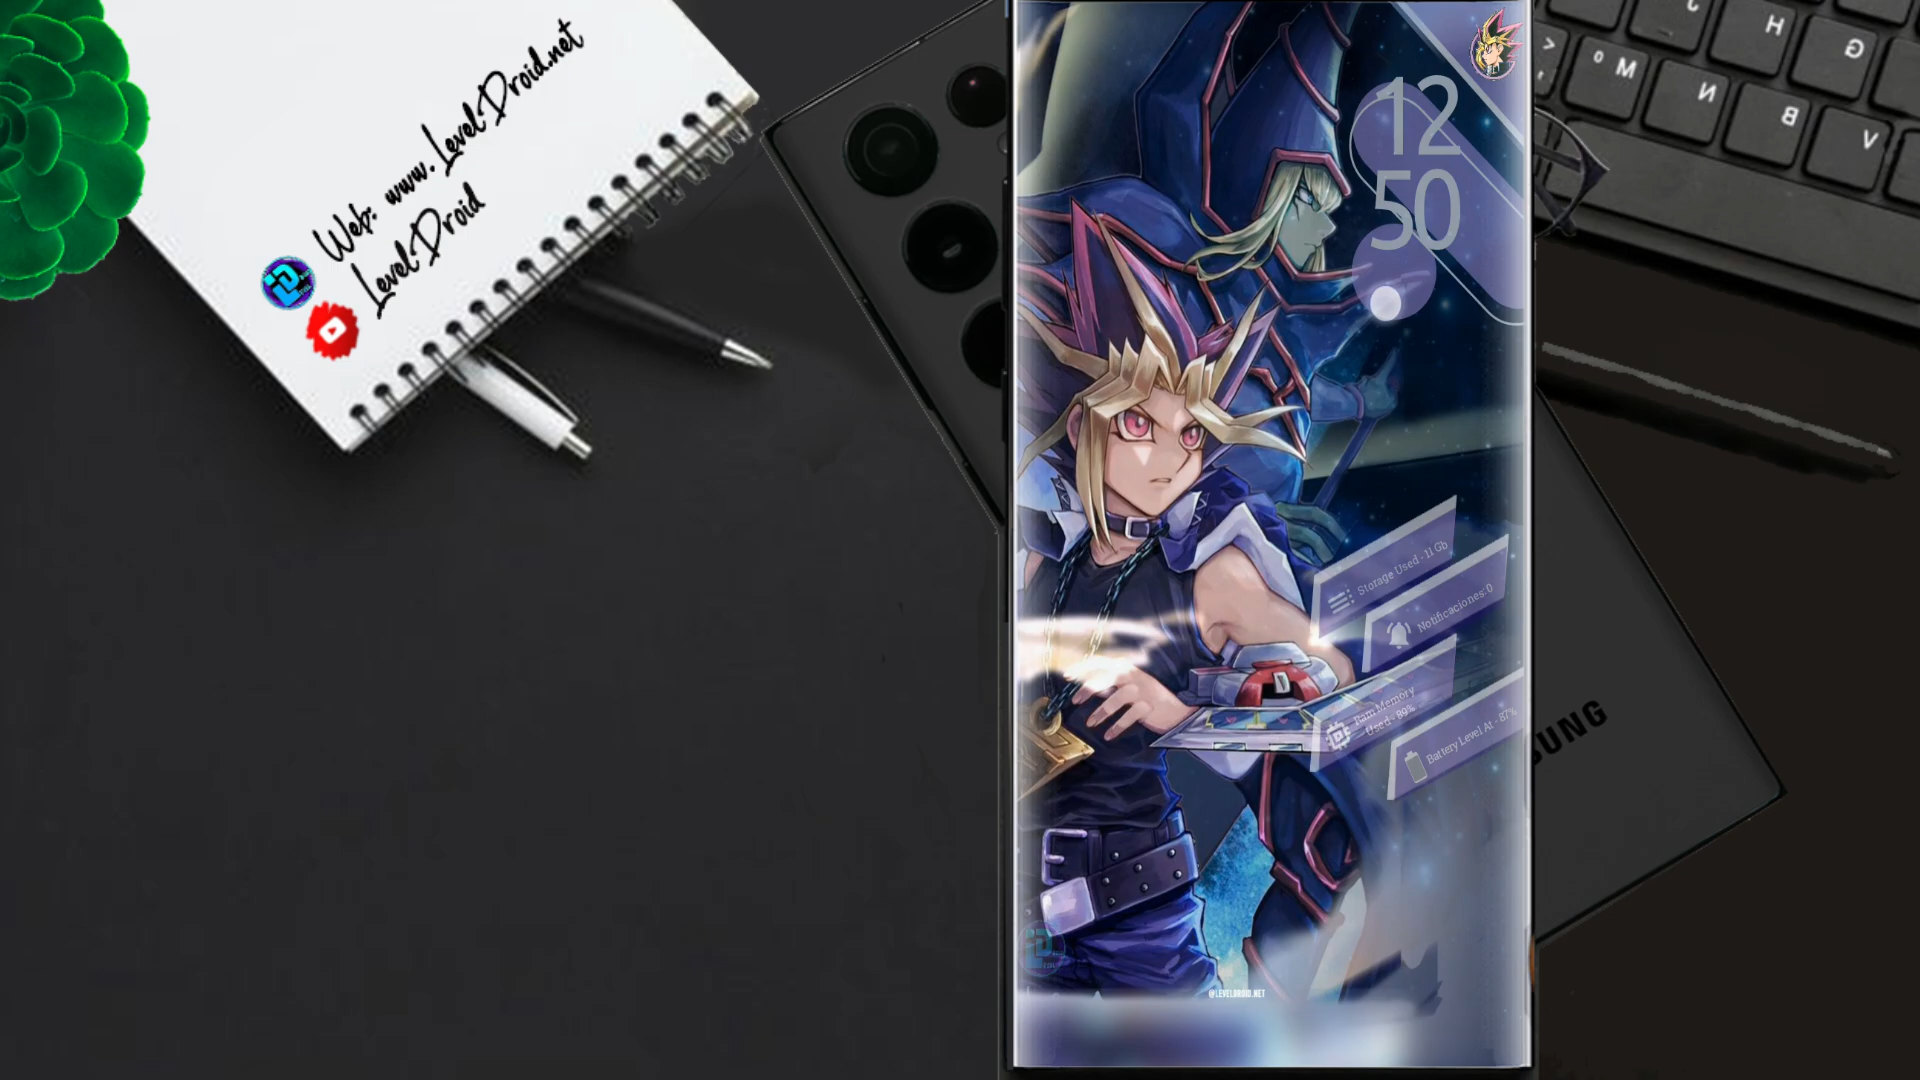 Web: www.LevelDroid.net
LevelDroid
12
50
Storage Used - 11 Gb
Notificaciones:0
Ram Memory
Used - 89%
Battery Level At - 87%
@LEVELDROID.NET
SUNG
J
H
G
M
N
B
V
D